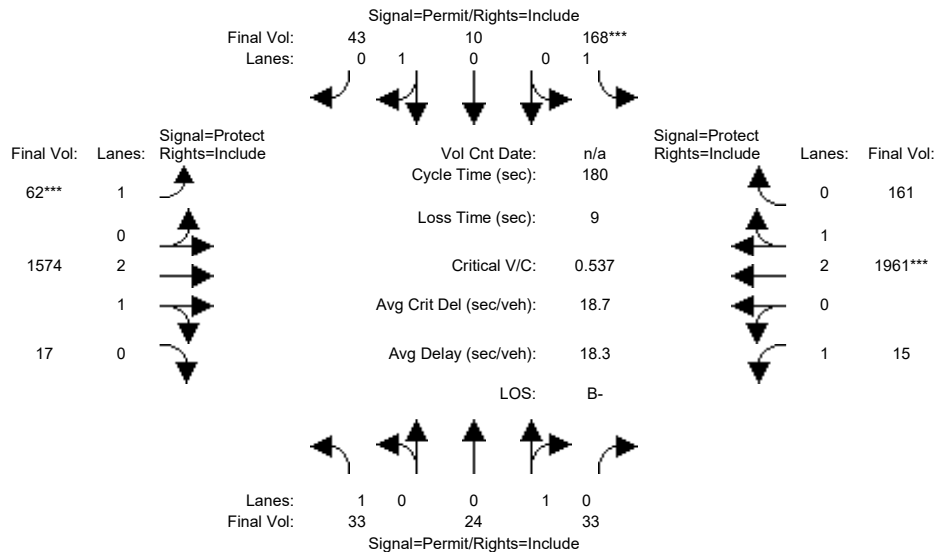 Signal=Permit/Rights=Include
Final Vol: 43 10 168***
Lanes: 0 1 0 0 1
Signal=Protect
Final Vol: Lanes: Rights=Include
Vol Cnt Date: n/a
Signal=Protect
Rights=Include Lanes: Final Vol:
Cycle Time (sec): 180
62*** 1
0 161
Loss Time (sec): 9
0
1
1574 2
Critical V/C: 0.537
2 1961***
1
Avg Crit Del (sec/veh): 18.7
0
17 0
Avg Delay (sec/veh): 18.3
1 15
LOS: B-
Lanes: 1 0 0 1 0
Final Vol: 33 24 33
Signal=Permit/Rights=Include